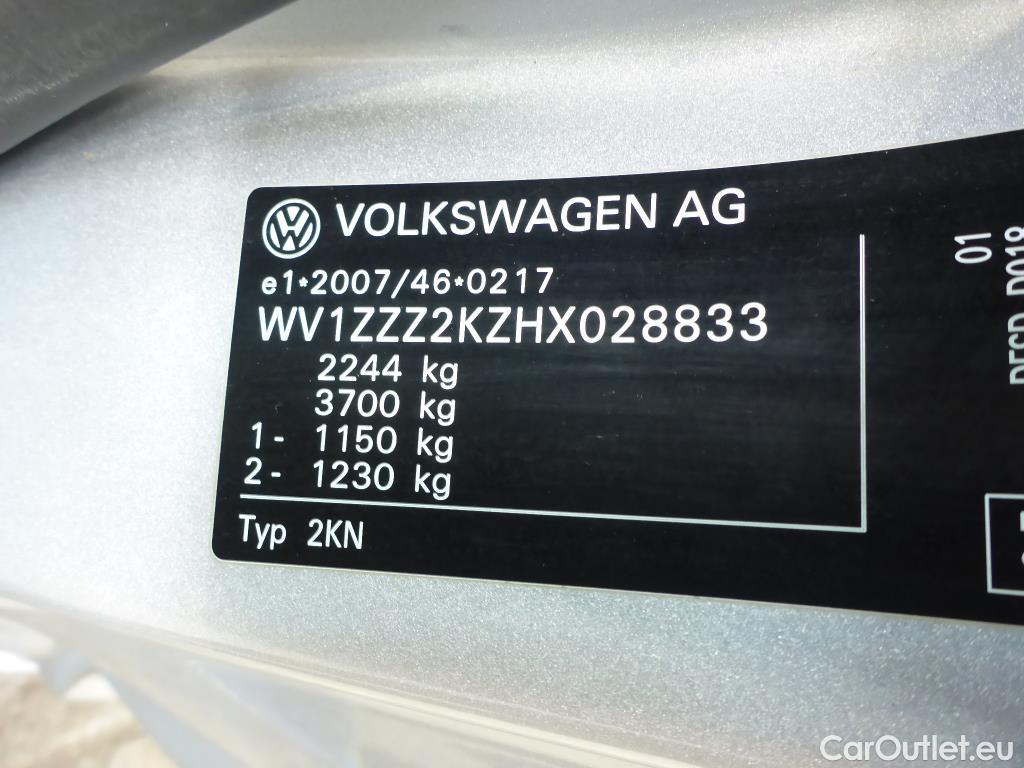 VOLKSWAGEN AG
e1*2007/46*0217
WV1ZZZ2KZHX028833
2244 kg
3700 kg
1- 1150 kg
2- 1230 kg
Typ 2KN
01
CarOutlet.eu